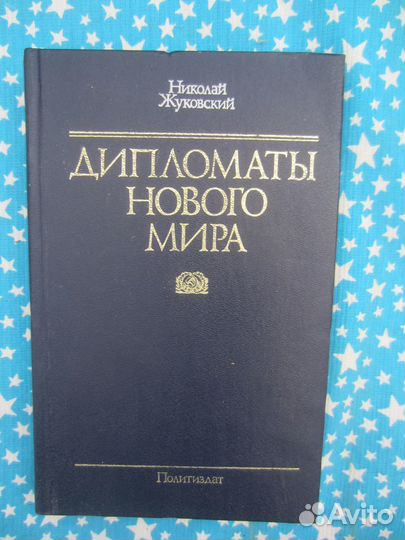 Николай
Жуковский
ДИПЛОМАТЫ
НОВОГО
МИРА
Политиздат
Avito